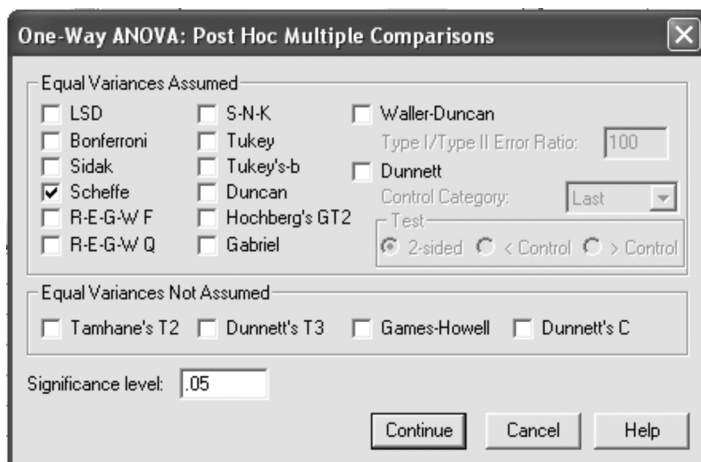 One-Way ANOVA: Post Hoc Multiple Comparisons
Equal Variances Assumed
LSD S-N-K Waller-Duncan
Bonferroni Tukey Type I/Type II Error Ratio: 100
Sidak Tukey's-b Dunnett
Scheffe Duncan Control Category: Last
R-E-G-W F Hochberg's GT2 Test
R-E-G-W Q Gabriel 2-sided < Control > Control
Equal Variances Not Assumed
Tamhane's T2 Dunnett's T3 Games-Howell Dunnett's C
Significance level: .05
Continue Cancel Help